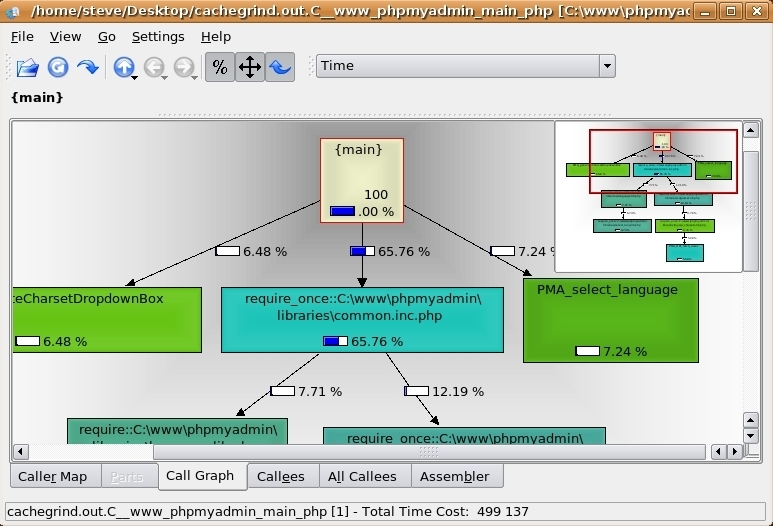 /home/steve/Desktop/cachegrind.out.C__www_phpmyadmin_main_php [C:\www\phpmyac
File View Go Settings Help
% Time
{main}
{main}
100
.00 %
6.48 % 65.76 % 7.24 %
teCharsetDropdownBox
6.48 %
require_once::C:\www\phpmyadmin\
libraries\common.inc.php
65.76 %
PMA_select_language
7.24 %
7.71 % 12.19 %
require::C:\www\phpmyadmin\
require_once::C:\www\phpmyadmin\
Caller Map Parts Call Graph Callees All Callees Assembler
cachegrind.out.C__www_phpmyadmin_main_php [1] - Total Time Cost: 499 137